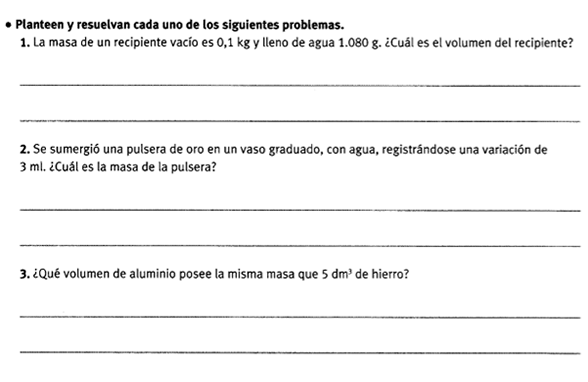 • Planteen y resuelvan cada uno de los siguientes problemas.
1. La masa de un recipiente vacío es 0,1 kg y lleno de agua 1.080 g. ¿Cuál es el volumen del recipiente?
2. Se sumergió una pulsera de oro en un vaso graduado, con agua, registrándose una variación de
3 ml. ¿Cuál es la masa de la pulsera?
3. ¿Qué volumen de aluminio posee la misma masa que 5 dm³ de hierro?